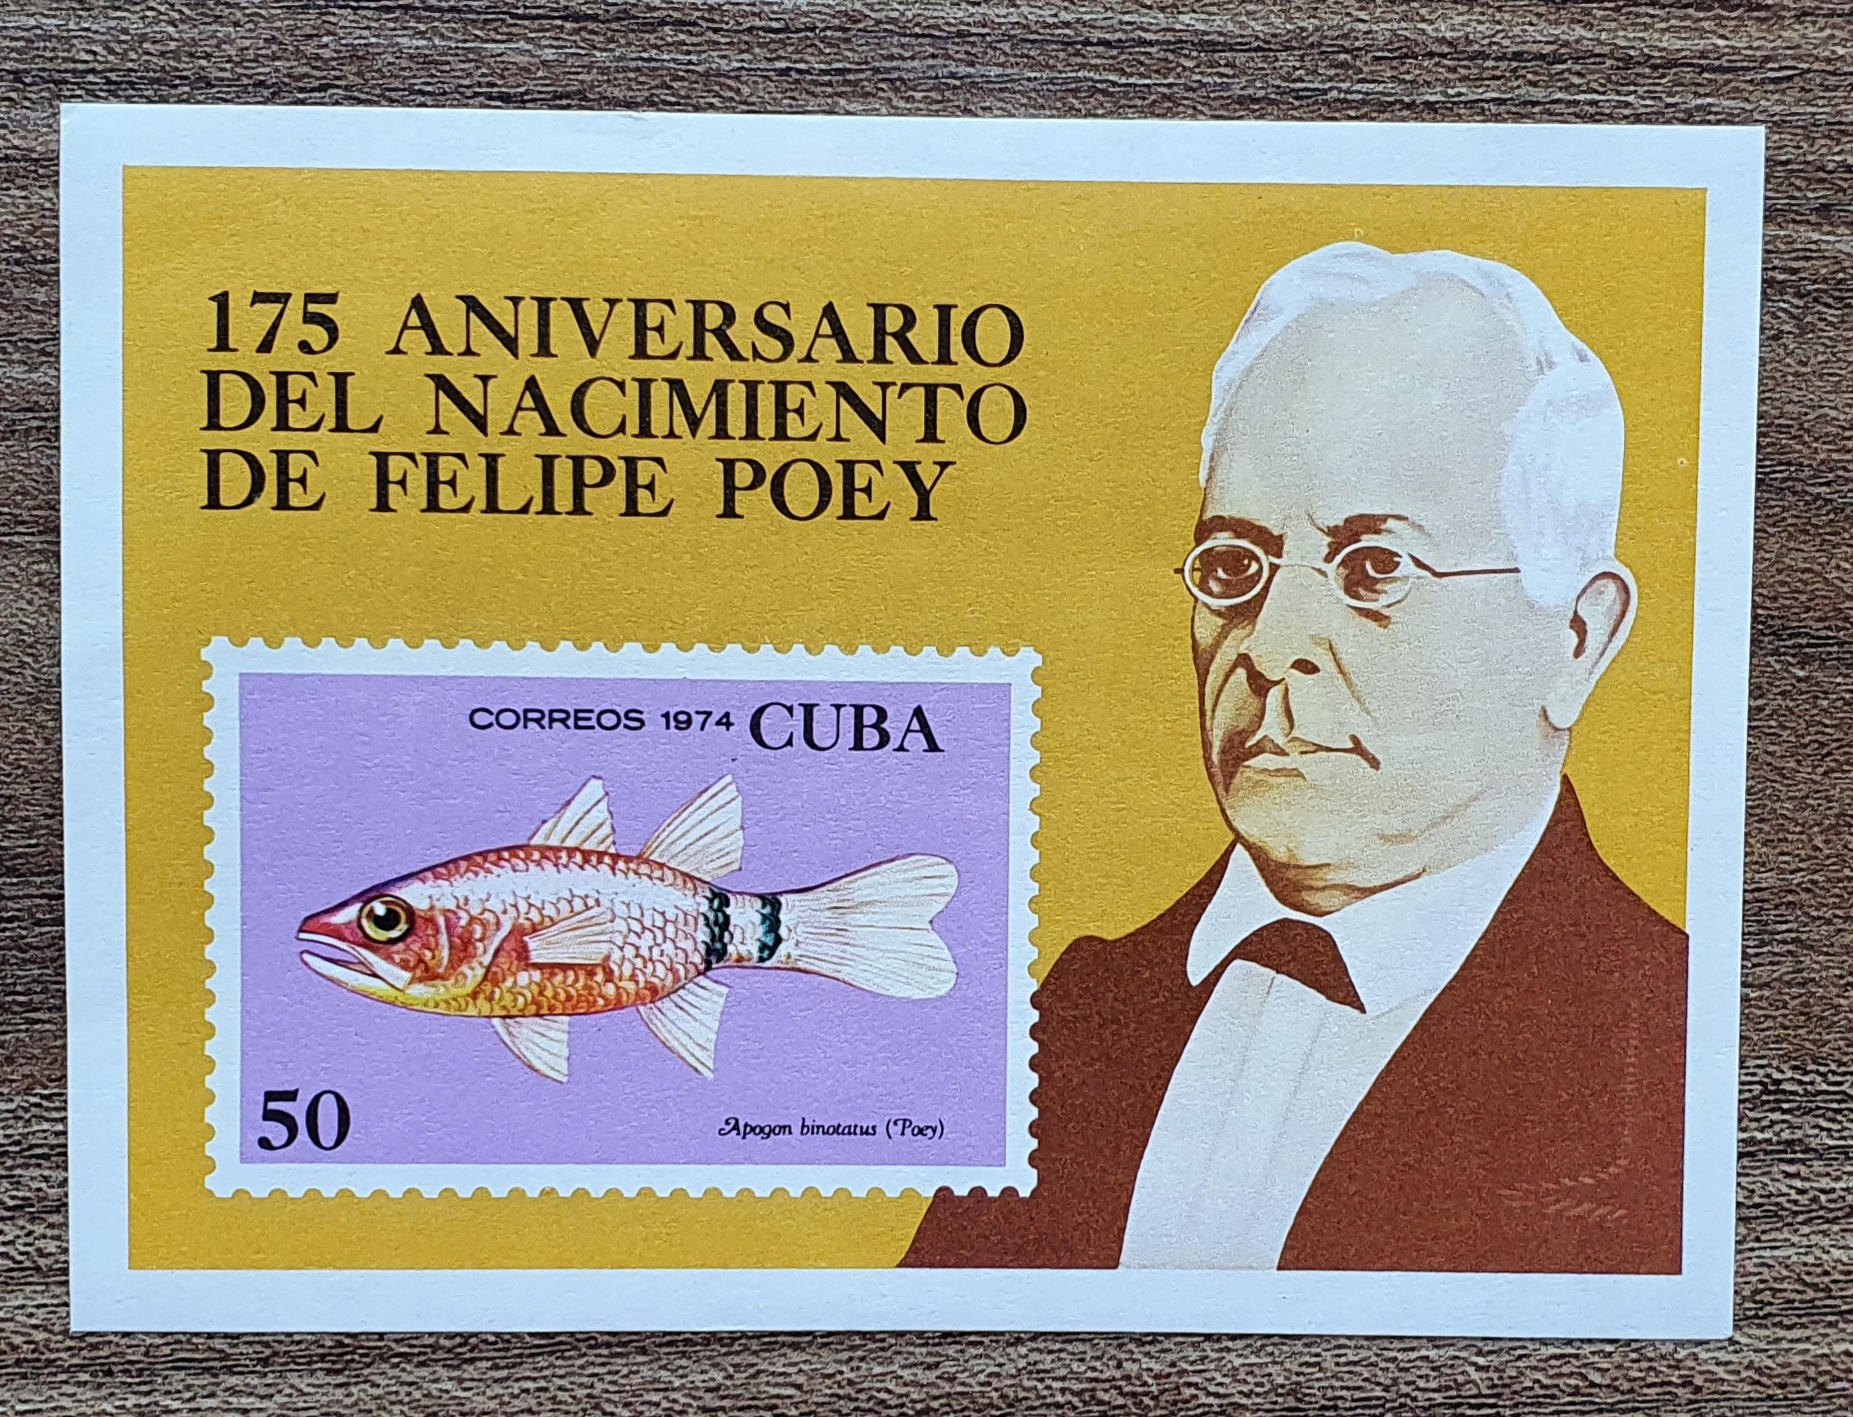 175 ANIVERSARIO
DEL NACIMIENTO
DE FELIPE POEY
CORREOS 1974 CUBA
50
Apogon binotatus (Poey)